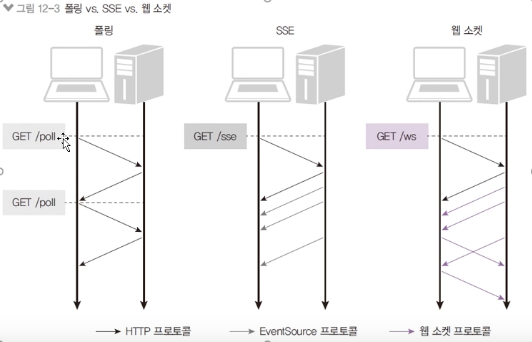 그림 12-3 폴링 vs. SSE vs. 웹 소켓
폴링
SSE
웹 소켓
GET /poll
GET /sse
GET /ws
GET /poll
HTTP 프로토콜
EventSource 프로토콜
웹 소켓 프로토콜